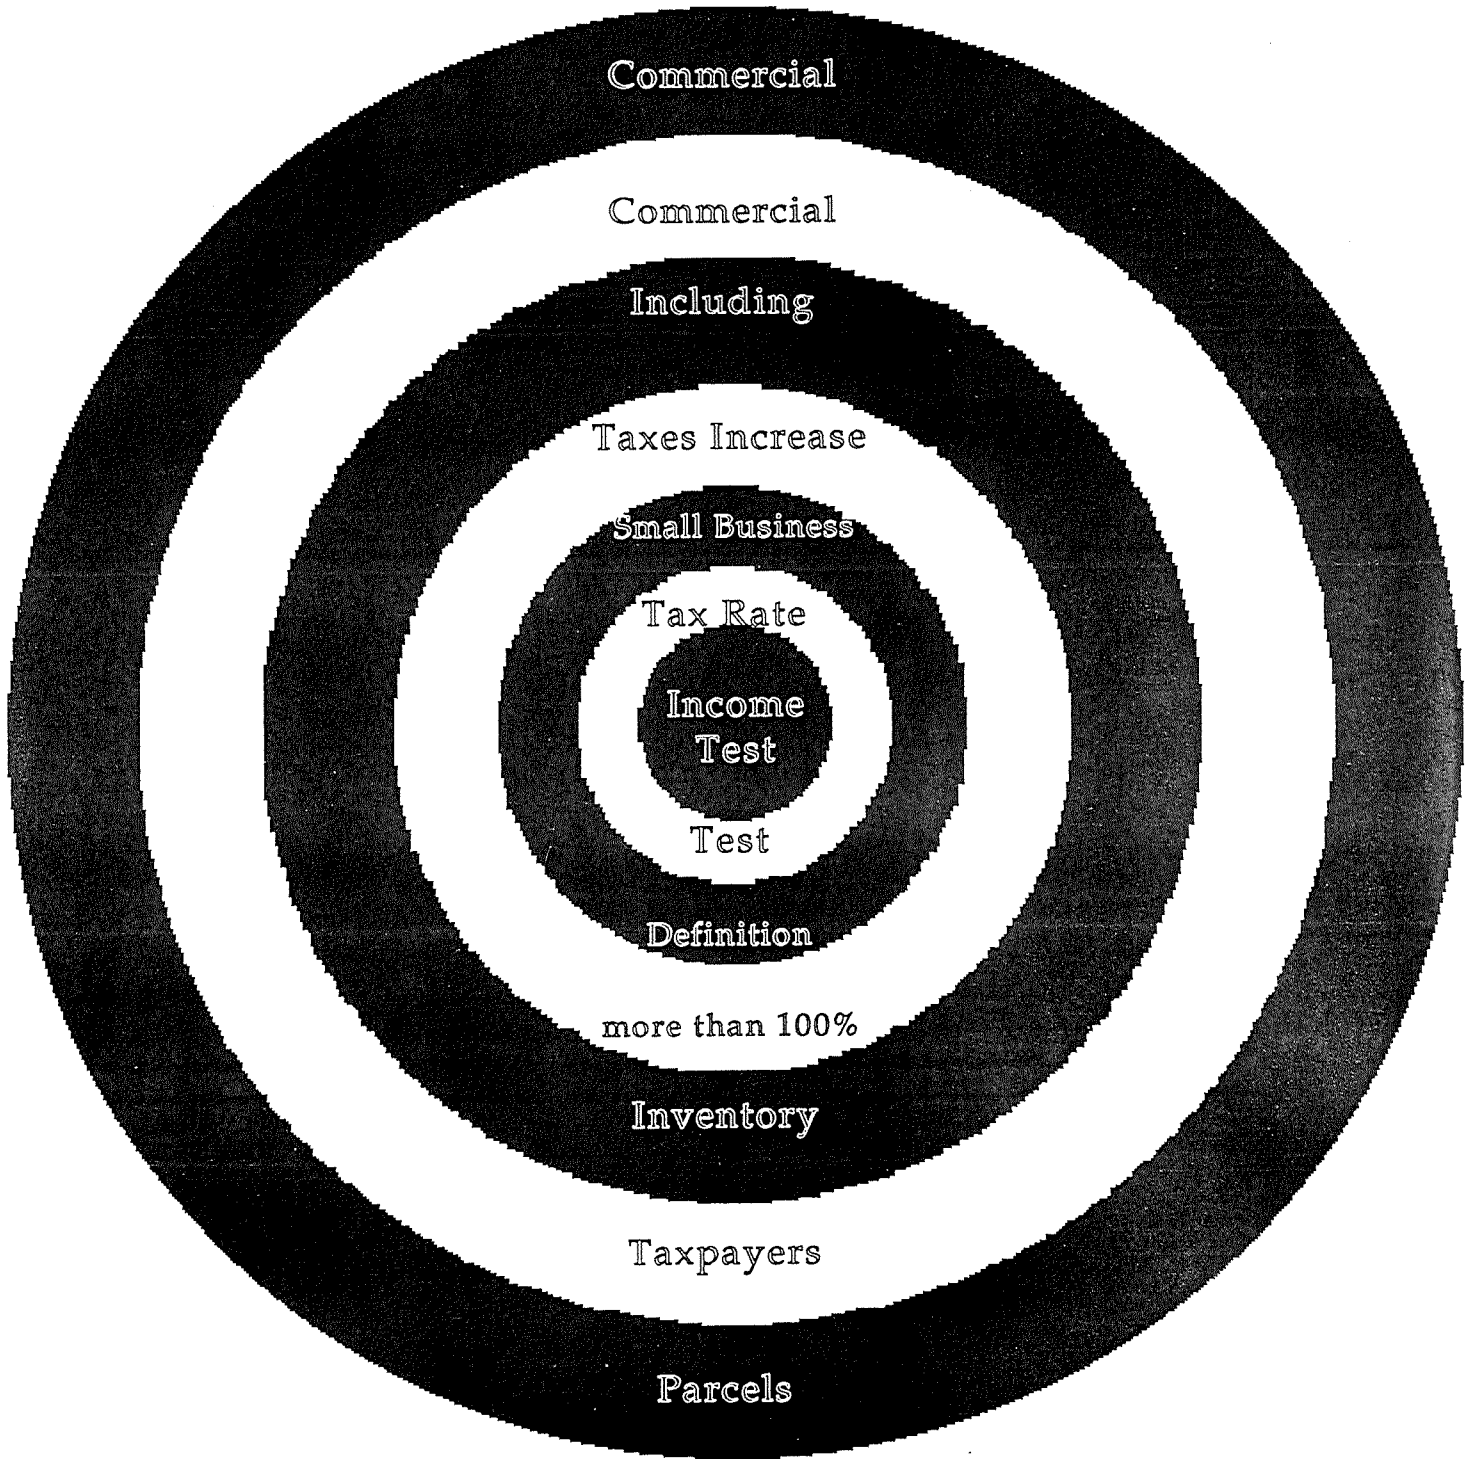 Commercial
Commercial
Including
Taxes Increase
Small Business
Tax Rate
Income
Test
Test
Definition
more than 100%
Inventory
Taxpayers
Parcels